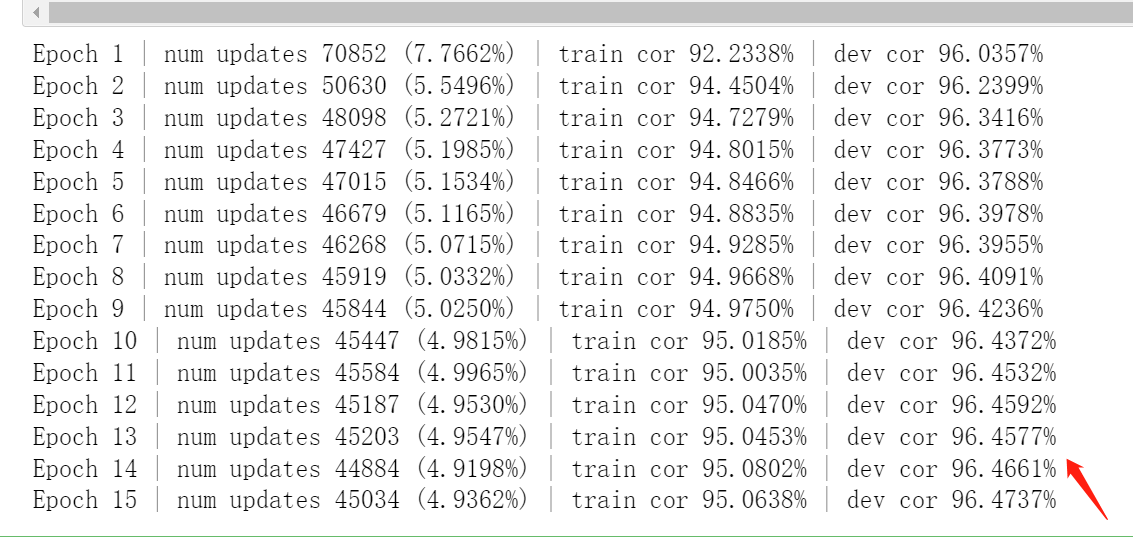 Epoch 1 | num updates 70852 (7.7662%) | train cor 92.2338% | dev cor 96.0357%
Epoch 2 | num updates 50630 (5.5496%) | train cor 94.4504% | dev cor 96.2399%
Epoch 3 | num updates 48098 (5.2721%) | train cor 94.7279% | dev cor 96.3416%
Epoch 4 | num updates 47427 (5.1985%) | train cor 94.8015% | dev cor 96.3773%
Epoch 5 | num updates 47015 (5.1534%) | train cor 94.8466% | dev cor 96.3788%
Epoch 6 | num updates 46679 (5.1165%) | train cor 94.8835% | dev cor 96.3978%
Epoch 7 | num updates 46268 (5.0715%) | train cor 94.9285% | dev cor 96.3955%
Epoch 8 | num updates 45919 (5.0332%) | train cor 94.9668% | dev cor 96.4091%
Epoch 9 | num updates 45844 (5.0250%) | train cor 94.9750% | dev cor 96.4236%
Epoch 10 | num updates 45447 (4.9815%) | train cor 95.0185% | dev cor 96.4372%
Epoch 11 | num updates 45584 (4.9965%) | train cor 95.0035% | dev cor 96.4532%
Epoch 12 | num updates 45187 (4.9530%) | train cor 95.0470% | dev cor 96.4592%
Epoch 13 | num updates 45203 (4.9547%) | train cor 95.0453% | dev cor 96.4577%
Epoch 14 | num updates 44884 (4.9198%) | train cor 95.0802% | dev cor 96.4661%
Epoch 15 | num updates 45034 (4.9362%) | train cor 95.0638% | dev cor 96.4737%